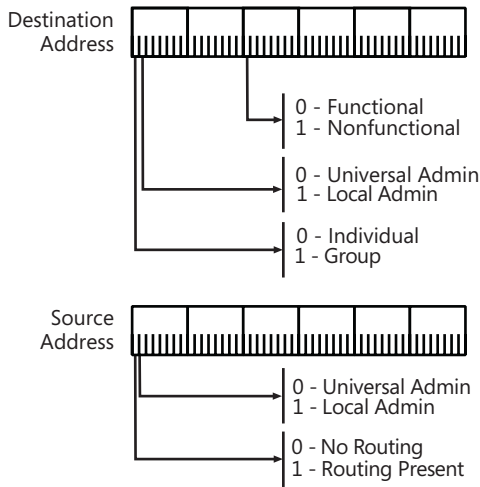 Destination
Address
0 - Functional
1 - Nonfunctional
0 - Universal Admin
1 - Local Admin
0 - Individual
1 - Group
Source
Address
0 - Universal Admin
1 - Local Admin
0 - No Routing
1 - Routing Present